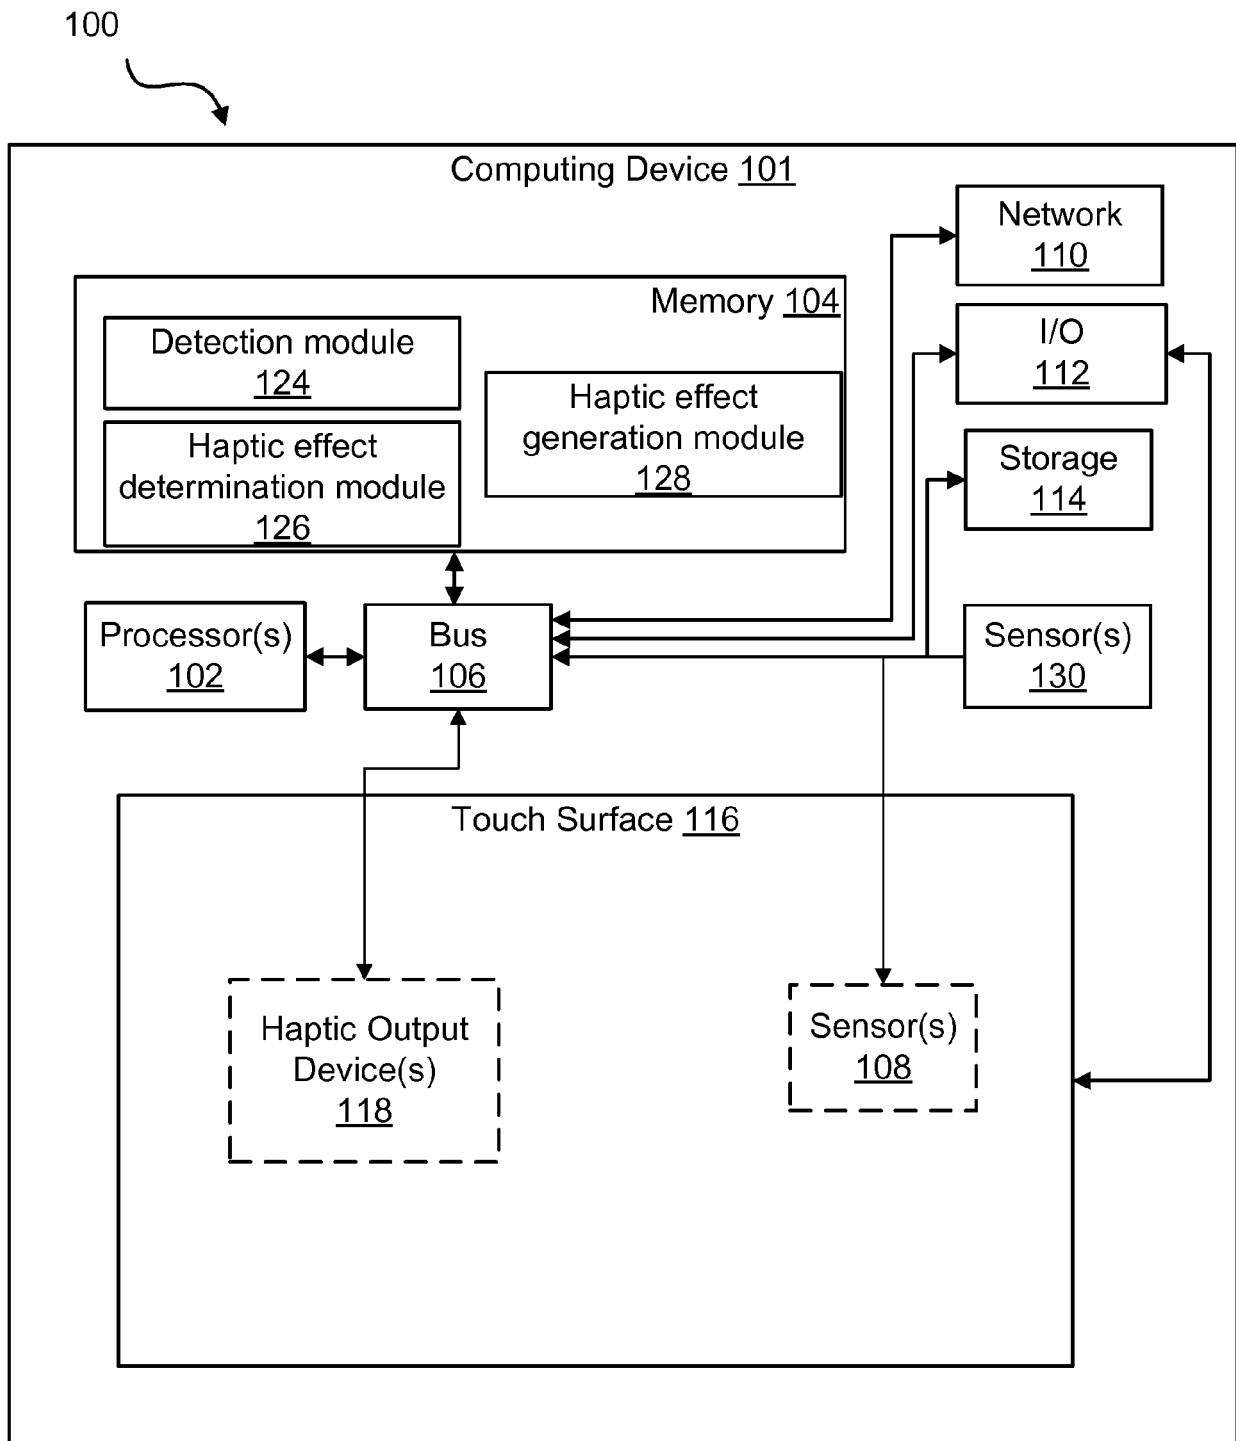 100
Computing Device 101
Network
110
Memory 104
I/O
112
Detection module
124
Haptic effect
generation module
128
Haptic effect
determination module
126
Storage
114
Processor(s)
102
Bus
106
Sensor(s)
130
Touch Surface 116
Haptic Output
Device(s)
118
Sensor(s)
108